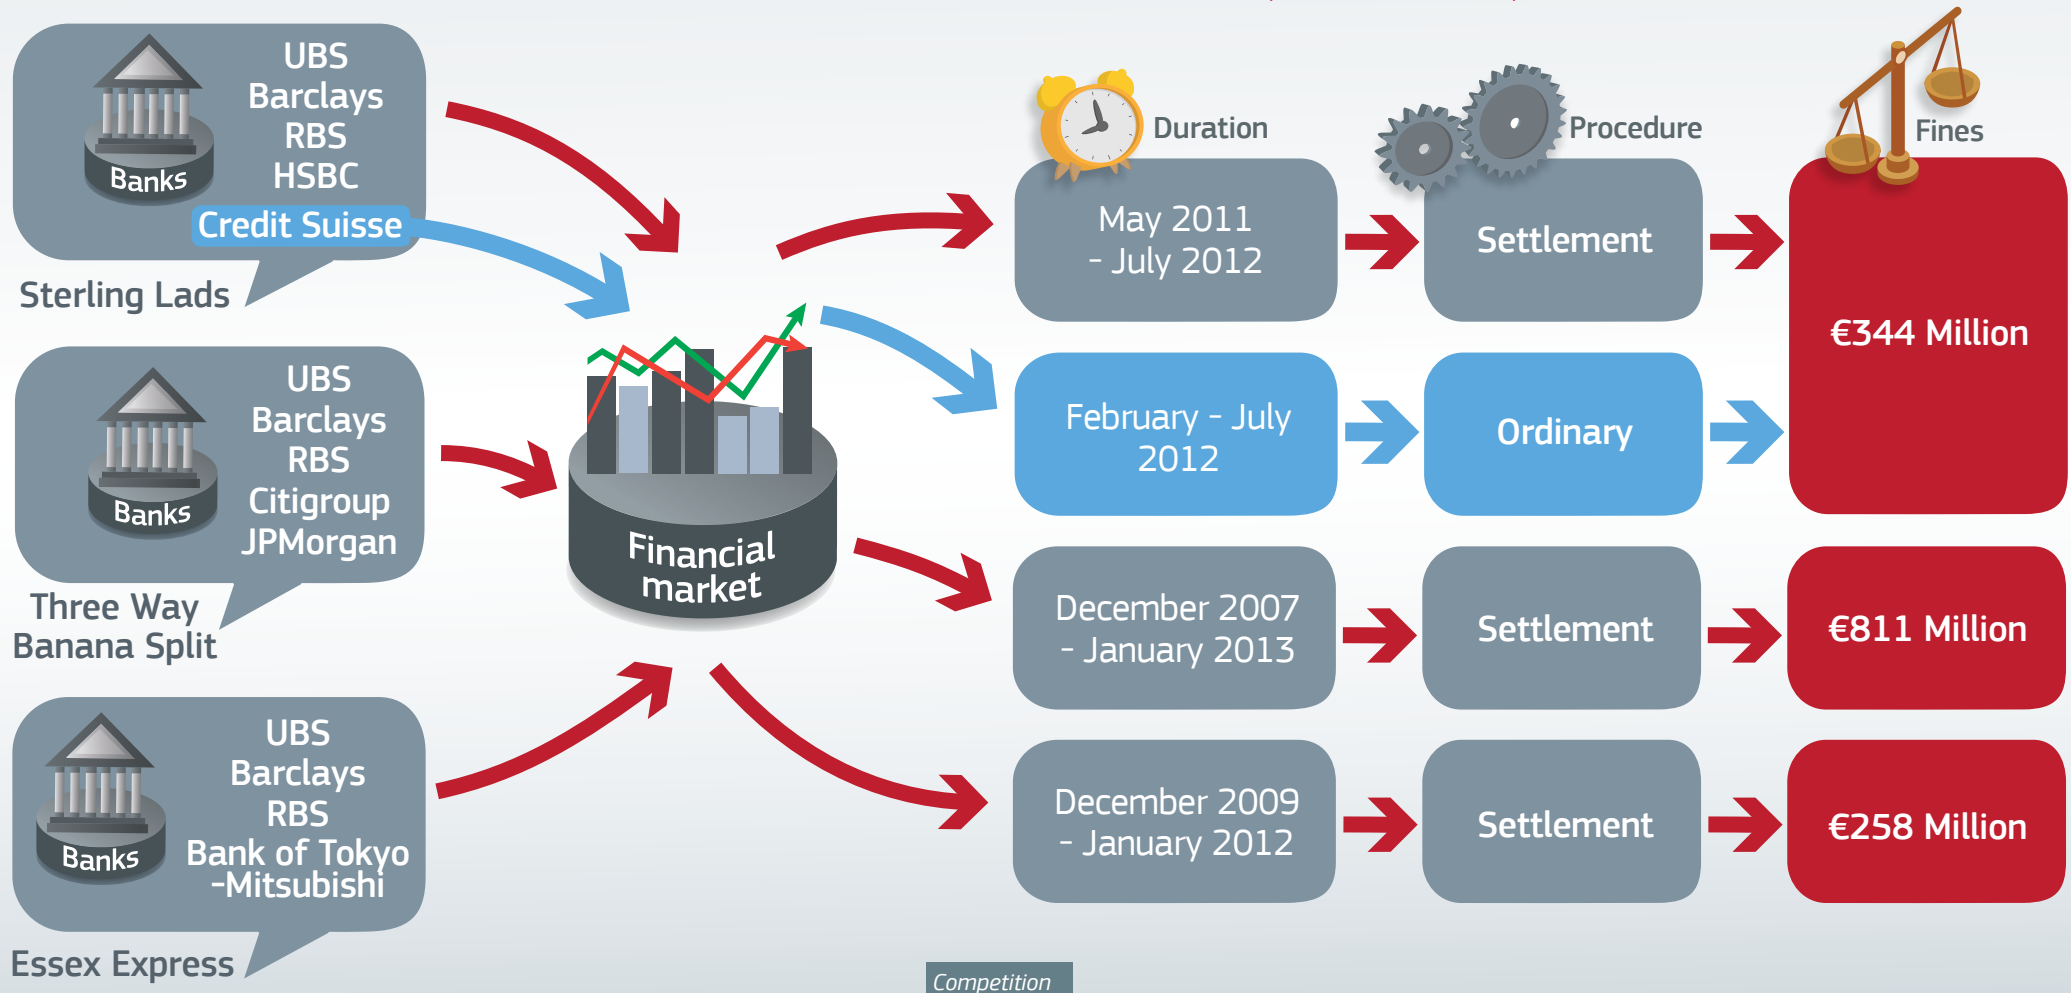 UBS
Barclays
RBS
HSBC
Credit Suisse
Banks
Sterling Lads
UBS
Barclays
RBS
Citigroup
JPMorgan
Banks
Three Way
Banana Split
UBS
Barclays
RBS
Bank of Tokyo
-Mitsubishi
Banks
Essex Express
Financial
market
Duration
Procedure
Fines
May 2011
- July 2012
Settlement
€344 Million
February - July
2012
Ordinary
December 2007
- January 2013
Settlement
€811 Million
December 2009
- January 2012
Settlement
€258 Million
Competition